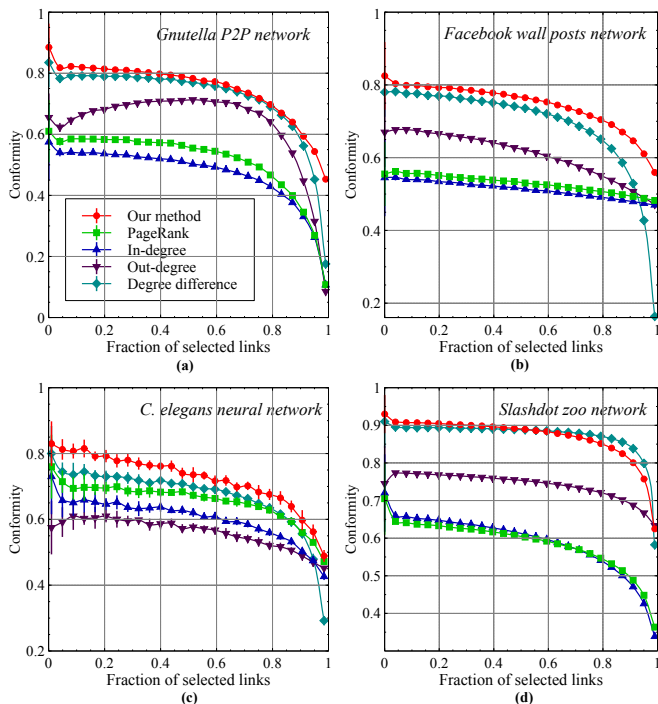 Gnutella P2P network
Conformity
1
0.8
0.6
0.4
0.2
0
Our method
PageRank
In-degree
Out-degree
Degree difference
0 0.2 0.4 0.6 0.8 1
Fraction of selected links
(a)
Facebook wall posts network
Conformity
1
0.8
0.6
0.4
0.2
0 0.2 0.4 0.6 0.8 1
Fraction of selected links
(b)
C. elegans neural network
Conformity
1
0.8
0.6
0.4
0.2
0 0.2 0.4 0.6 0.8 1
Fraction of selected links
(c)
Slashdot zoo network
Conformity
1
0.9
0.8
0.7
0.6
0.5
0.4
0 0.2 0.4 0.6 0.8 1
Fraction of selected links
(d)